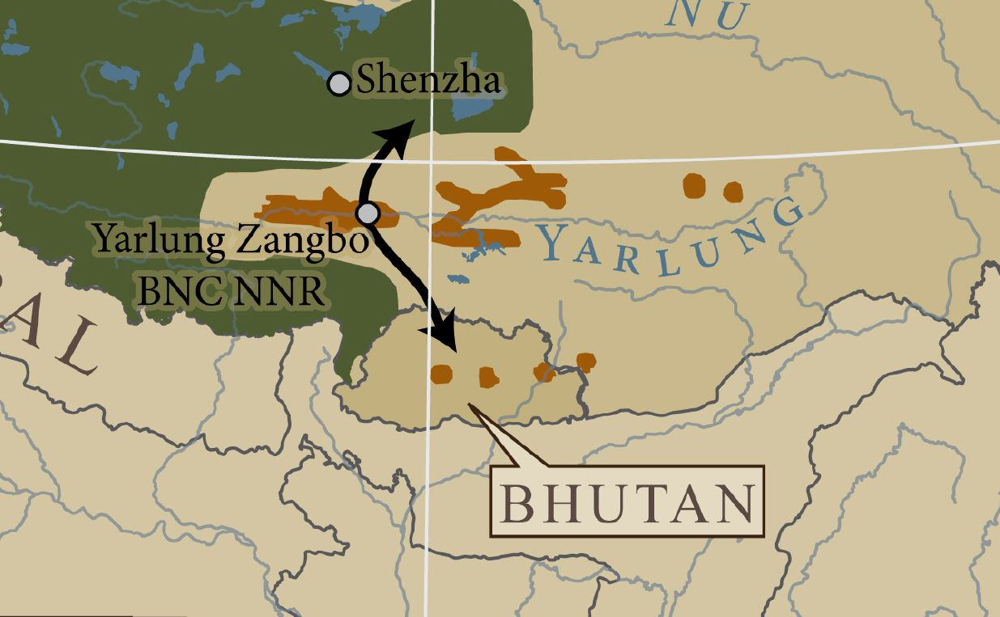 NU
Shenzha
Yarlung Zangbo
BNC NNR
YARLUNG
AL
BHUTAN